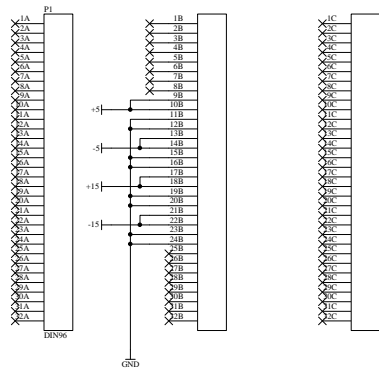 P1
1A
2A
3A
4A
5A
6A
7A
8A
9A
10A
11A
12A
13A
14A
15A
16A
17A
18A
19A
20A
21A
22A
23A
24A
25A
26A
27A
28A
29A
30A
31A
32A
DIN96
+5
-5
+15
-15
GND
1B
2B
3B
4B
5B
6B
7B
8B
9B
10B
11B
12B
13B
14B
15B
16B
17B
18B
19B
20B
21B
22B
23B
24B
25B
26B
27B
28B
29B
30B
31B
32B
1C
2C
3C
4C
5C
6C
7C
8C
9C
10C
11C
12C
13C
14C
15C
16C
17C
18C
19C
20C
21C
22C
23C
24C
25C
26C
27C
28C
29C
30C
31C
32C